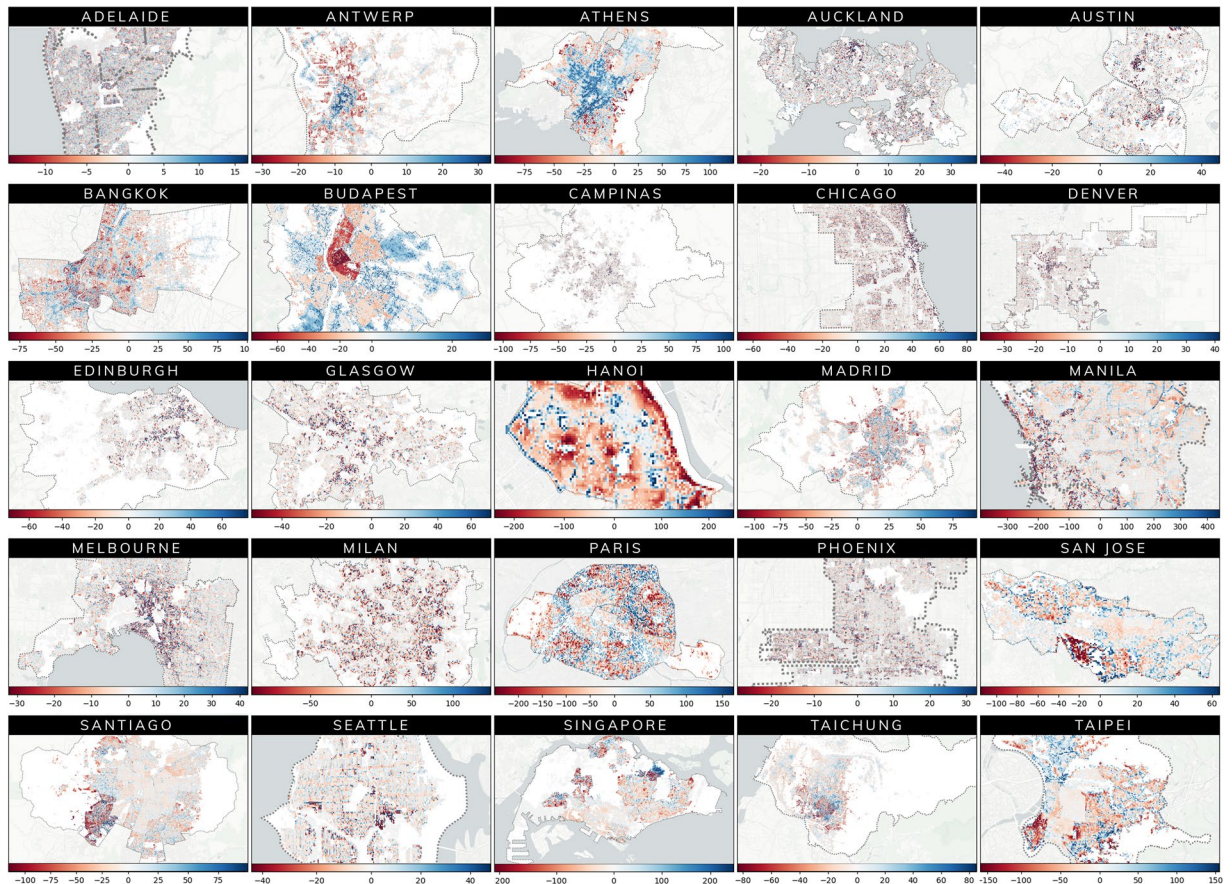 ADELAIDE ANTWERP ATHENS AUCKLAND AUSTIN
−10 −5 0 5 10 15 −30 −20 −10 0 10 20 30 −75 −50 −25 0 25 50 75 100 125 −20 −10 0 10 20 30 −40 −20 0 20 40
BANGKOK BUDAPEST CAMPINAS CHICAGO DENVER
−75 −50 −25 0 25 50 75 10 −60 −40 −20 0 20 −100 −75 −50 −25 0 25 50 75 100 −60 −40 −20 0 20 40 60 80 −30 −20 −10 0 10 20 30 40
EDINBURGH GLASGOW HANOI MADRID MANILA
−60 −40 −20 0 20 40 60 −40 −20 0 20 40 60 −200 −100 0 100 200 −100 −75 −50 −25 0 25 50 75 −300 −200 −100 0 100 200 300 400
MELBOURNE MILAN PARIS PHOENIX SAN JOSE
−30 −20 −10 0 10 20 30 40 −50 0 50 100 −200 −150 −100 −50 0 50 100 150 −20 −10 0 10 20 30 −100 −80 −60 −40 −20 0 20 40 60
SANTIAGO SEATTLE SINGAPORE TAICHUNG TAIPEI
−100 −75 −50 −25 0 25 50 75 −40 −20 0 20 40 200 −100 0 100 200 −80 −60 −40 −20 0 20 40 60 80 −150 −100 −50 0 50 100 150